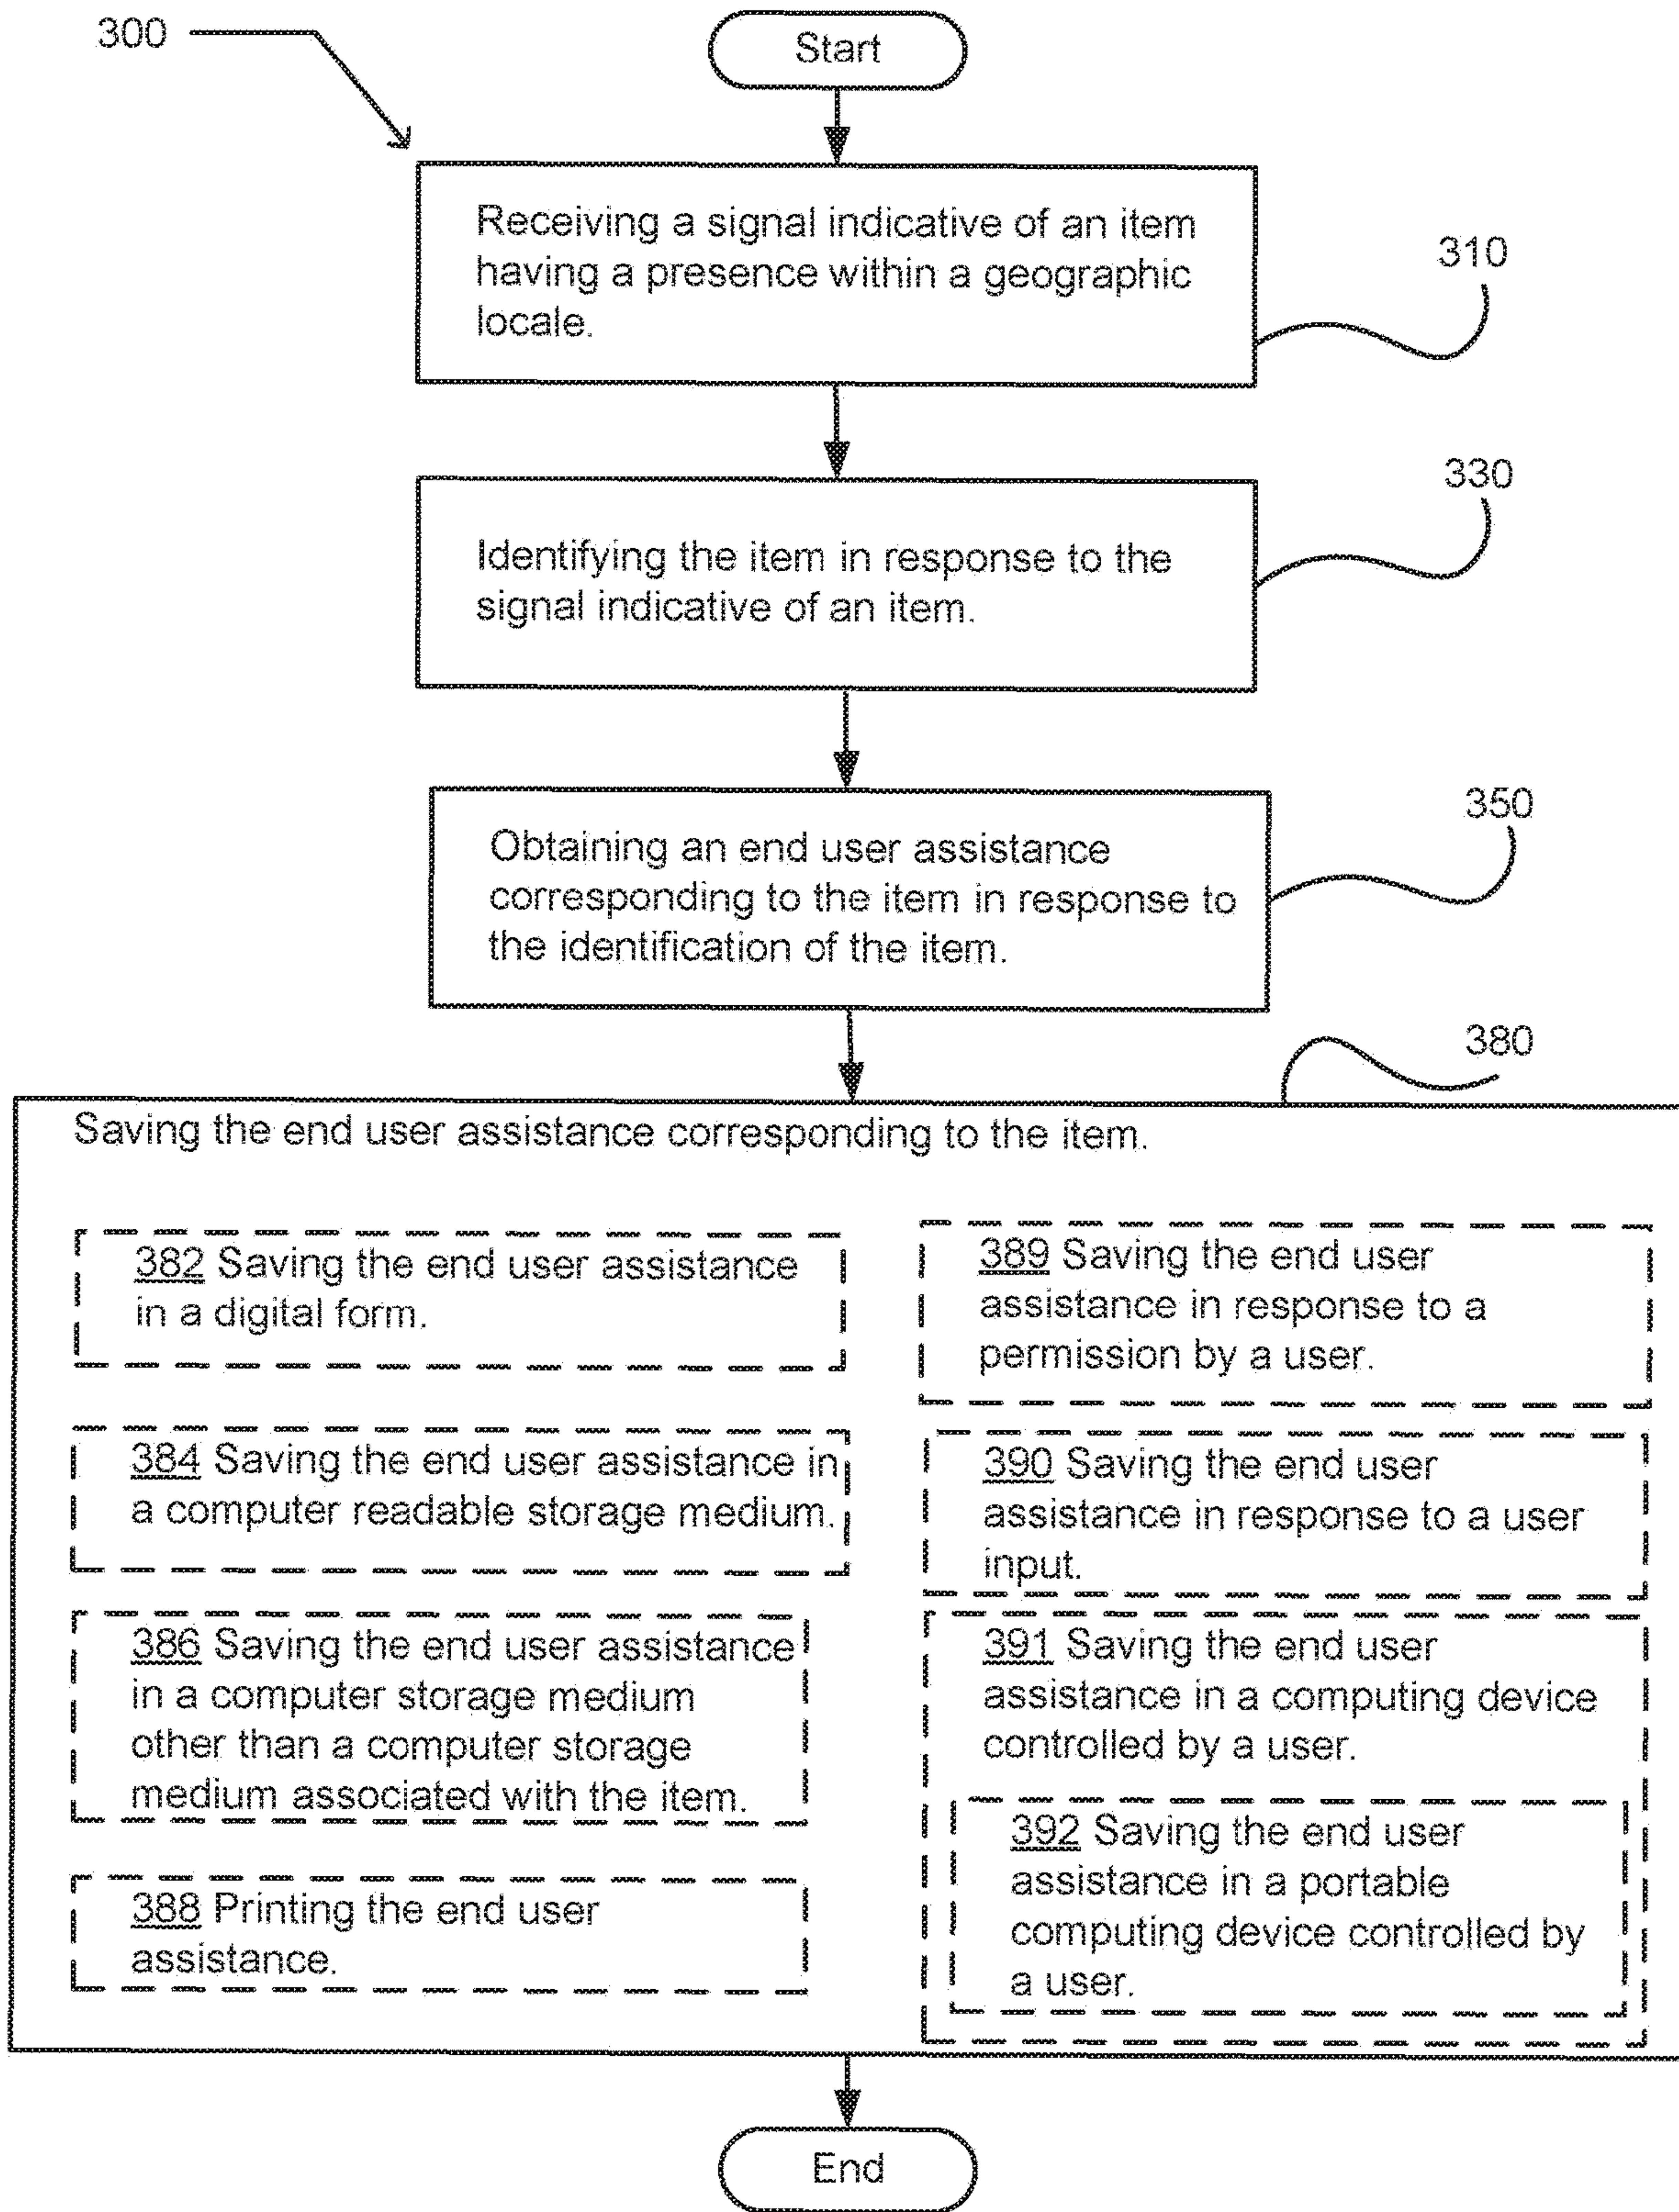 300
Start
Receiving a signal indicative of an item
having a presence within a geographic
locale.
310
330
Identifying the item in response to the
signal indicative of an item.
350
Obtaining an end user assistance
corresponding to the item in response to
the identification of the item.
380
Saving the end user assistance corresponding to the item.
382 Saving the end user assistance
in a digital form.
384 Saving the end user assistance in
a computer readable storage medium.
386 Saving the end user assistance
in a computer storage medium
other than a computer storage
medium associated with the item.
388 Printing the end user
assistance.
389 Saving the end user
assistance in response to a
permission by a user.
390 Saving the end user
assistance in response to a user
input.
391 Saving the end user
assistance in a computing device
controlled by a user.
392 Saving the end user
assistance in a portable
computing device controlled by
a user.
End